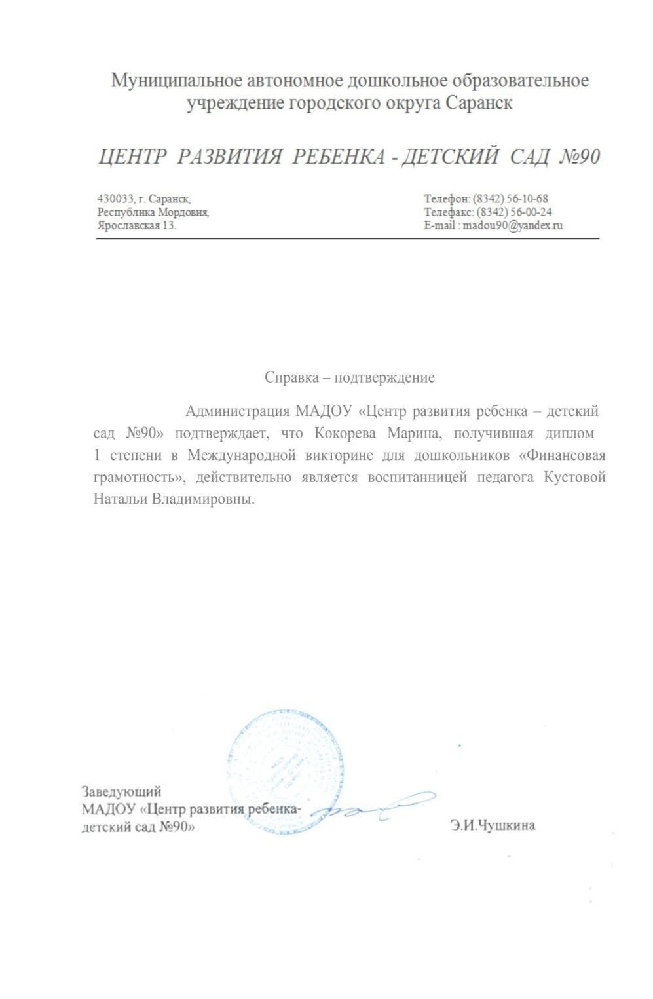 Муниципальное автономное дошкольное образовательное
учреждение городского округа Саранск
ЦЕНТР РАЗВИТИЯ РЕБЕНКА - ДЕТСКИЙ САД №90
430033, г. Саранск,
Республика Мордовия,
Ярославская 13.
Телефон: (8342) 56-10-68
Телефакс: (8342) 56-00-24
E-mail : madou90@yandex.ru
Справка – подтверждение
Администрация МАДОУ «Центр развития ребенка – детский
сад №90» подтверждает, что Кокорева Марина, получившая диплом
1 степени в Международной викторине для дошкольников «Финансовая
грамотность», действительно является воспитанницей педагога Кустовой
Натальи Владимировны.
Заведующий
МАДОУ «Центр развития ребенка-
детский сад №90»
Э.И.Чушкина